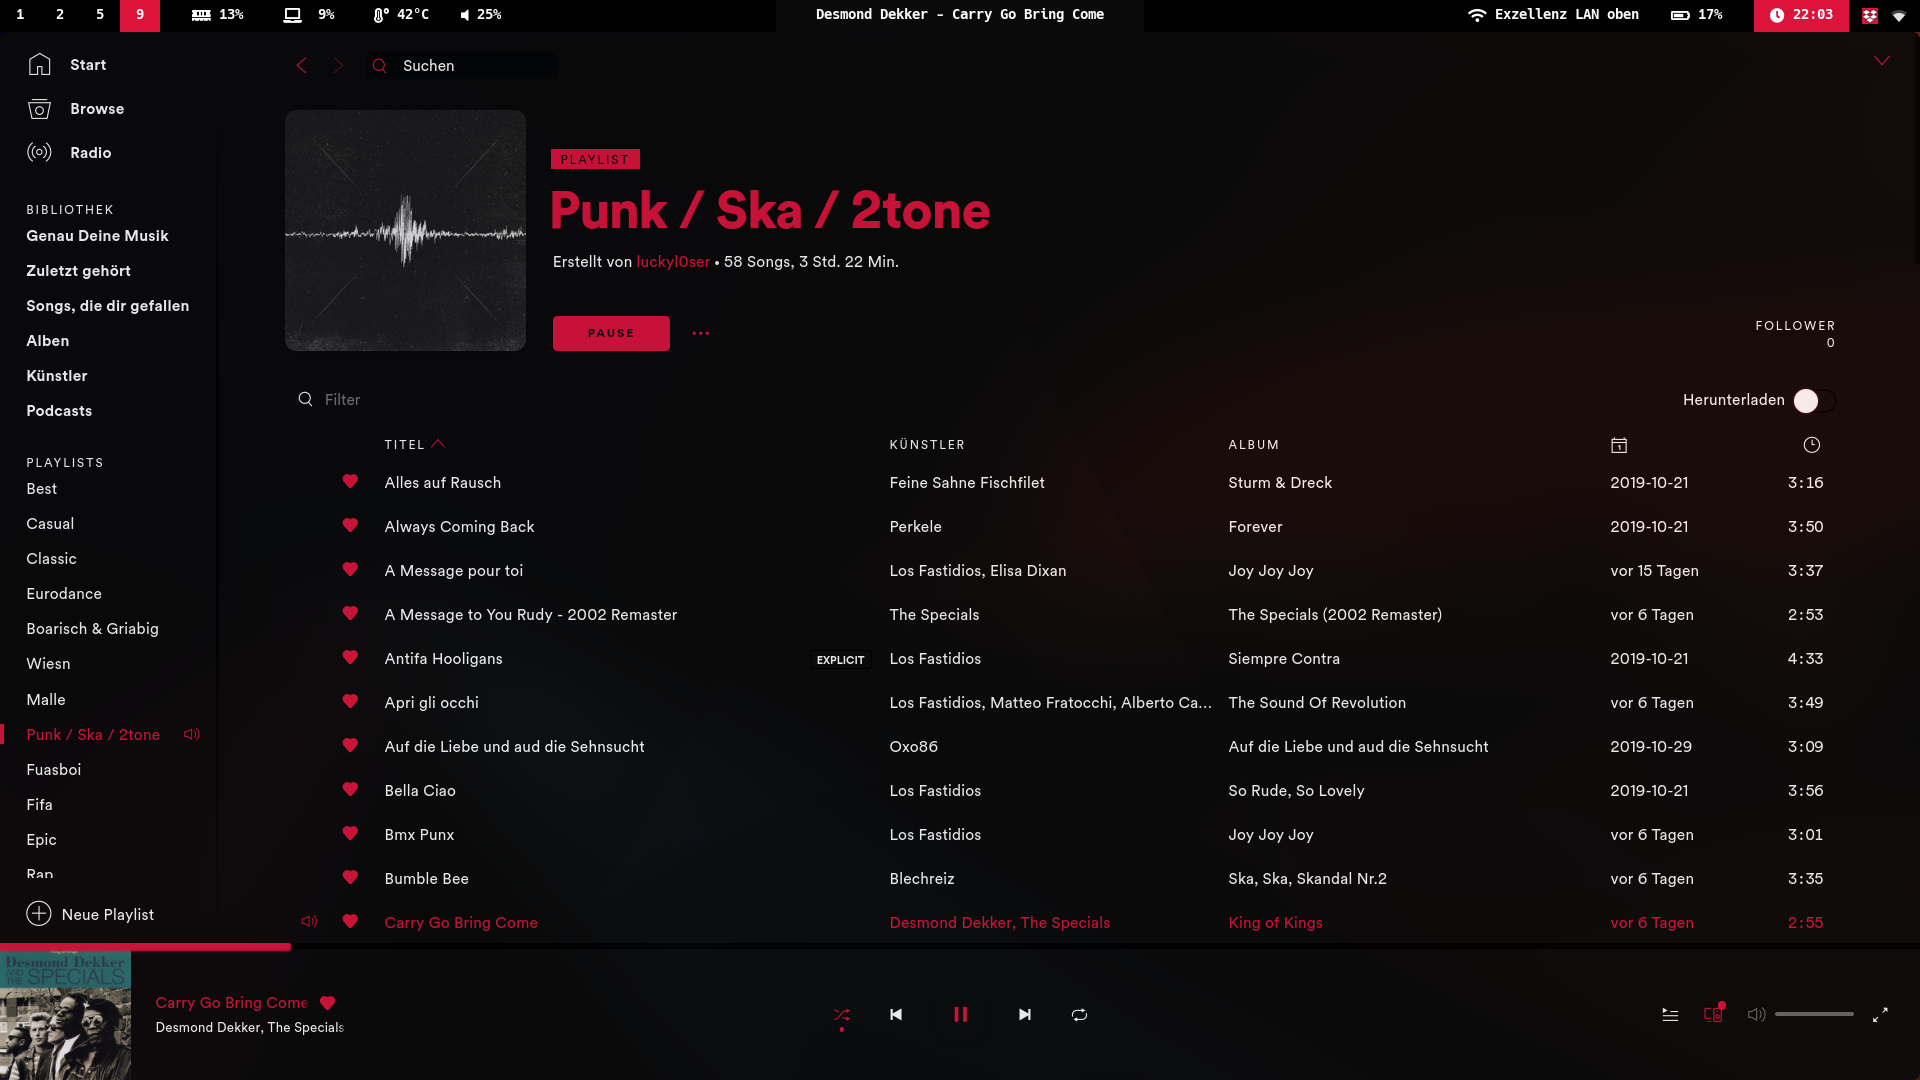 1 2 5 9 13% 9% 42°C 25% Desmond Dekker - Carry Go Bring Come Exzellenz LAN oben 17% 22:03
Start
Browse
Radio
BIBLIOTHEK
Genau Deine Musik
Zuletzt gehört
Songs, die dir gefallen
Alben
Künstler
Podcasts
PLAYLISTS
Best
Casual
Classic
Eurodance
Boarisch & Griabig
Wiesn
Malle
Punk / Ska / 2tone
Fuasboi
Fifa
Epic
Rap
Neue Playlist
Suchen
PLAYLIST
Punk / Ska / 2tone
Erstellt von luckyl0ser • 58 Songs, 3 Std. 22 Min.
PAUSE
FOLLOWER
0
Filter
Herunterladen
TITEL KÜNSTLER ALBUM
Alles auf Rausch Feine Sahne Fischfilet Sturm & Dreck 2019-10-21 3:16
Always Coming Back Perkele Forever 2019-10-21 3:50
A Message pour toi Los Fastidios, Elisa Dixan Joy Joy Joy vor 15 Tagen 3:37
A Message to You Rudy - 2002 Remaster The Specials The Specials (2002 Remaster) vor 6 Tagen 2:53
Antifa Hooligans EXPLICIT Los Fastidios Siempre Contra 2019-10-21 4:33
Apri gli occhi Los Fastidios, Matteo Fratocchi, Alberto Ca... The Sound Of Revolution vor 6 Tagen 3:49
Auf die Liebe und aud die Sehnsucht Oxo86 Auf die Liebe und aud die Sehnsucht 2019-10-29 3:09
Bella Ciao Los Fastidios So Rude, So Lovely 2019-10-21 3:56
Bmx Punx Los Fastidios Joy Joy Joy vor 6 Tagen 3:01
Bumble Bee Blechreiz Ska, Ska, Skandal Nr.2 vor 6 Tagen 3:35
Carry Go Bring Come Desmond Dekker, The Specials King of Kings vor 6 Tagen 2:55
Desmond Dekker
AND THE SPECIALS
Carry Go Bring Come
Desmond Dekker, The Specials